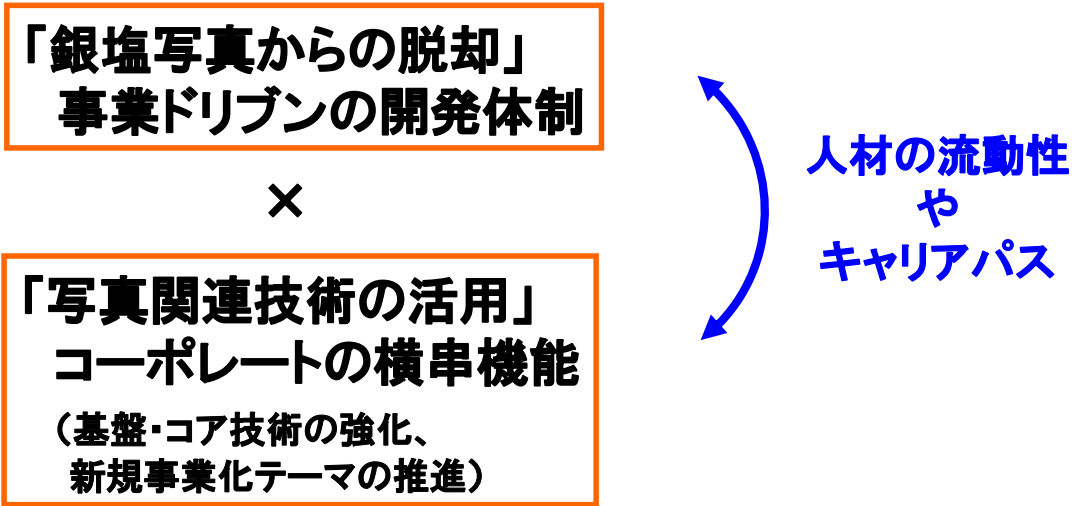 「銀塩写真からの脱却」
事業ドリブンの開発体制
×
「写真関連技術の活用」
コーポレートの横串機能
（基盤・コア技術の強化、
新規事業化テーマの推進）
人材の流動性
や
キャリアパス